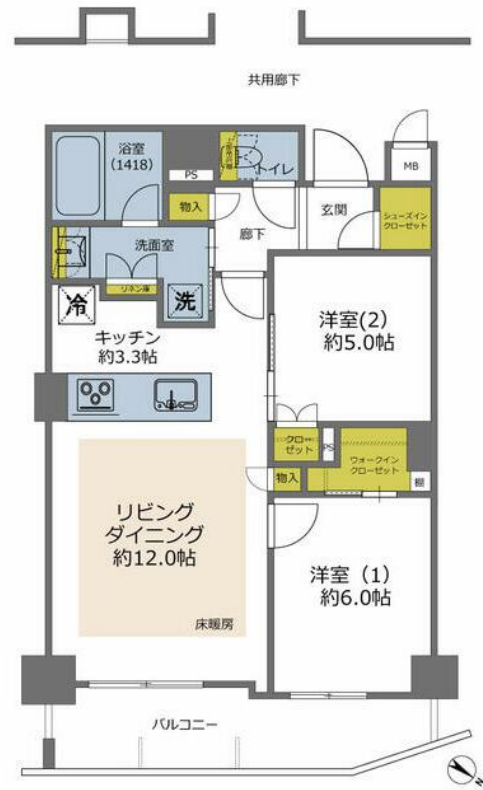 共用廊下
浴室
(1418)
PS
トイレ
MB
物入
玄関
シューズイン
クローゼット
廊下
洗面室
リネン庫
冷
洗
キッチン
約3.3帖
洋室(2)
約5.0帖
クロー
ゼット
PS
ウォークイン
クローゼット
物入
棚
リビング
ダイニング
約12.0帖
洋室（1）
約6.0帖
床暖房
バルコニー
N